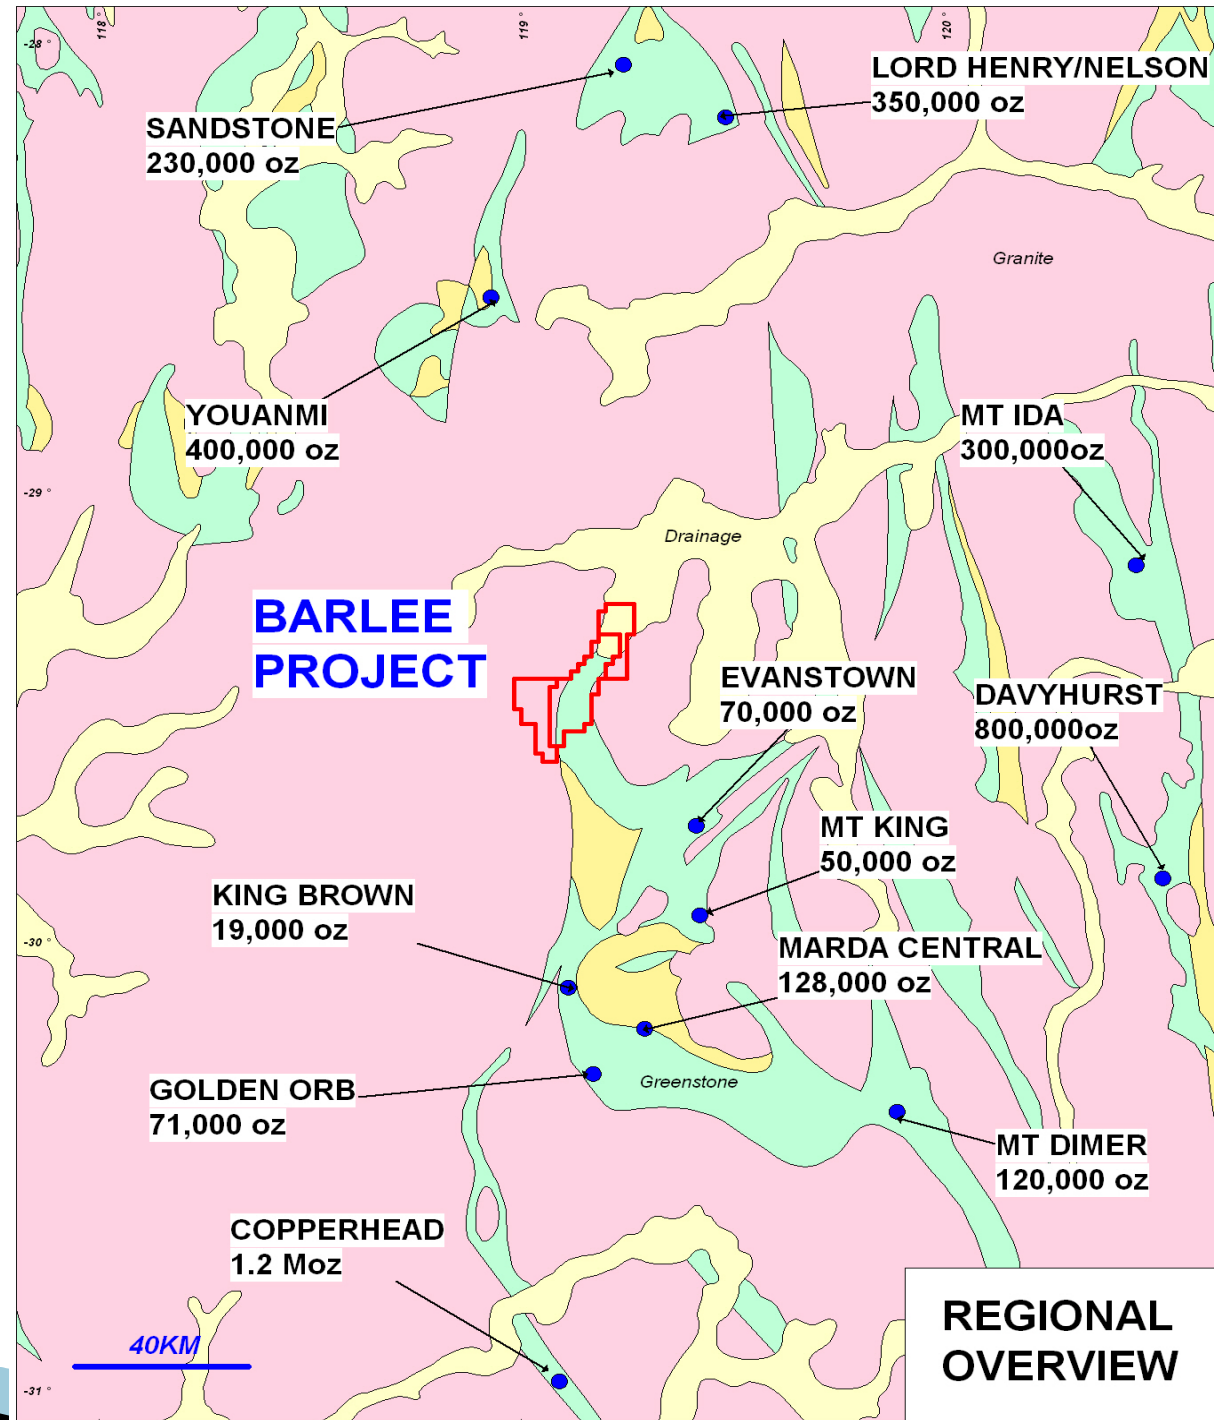 118 °
119 °
120 °
-28 °
LORD HENRY/NELSON
350,000 oz
SANDSTONE
230,000 oz
Granite
YOUANMI
400,000 oz
MT IDA
300,000oz
-29 °
Drainage
BARLEE
PROJECT
EVANSTOWN
70,000 oz
DAVYHURST
800,000oz
MT KING
50,000 oz
KING BROWN
19,000 oz
-30 °
MARDA CENTRAL
128,000 oz
GOLDEN ORB
71,000 oz
Greenstone
MT DIMER
120,000 oz
COPPERHEAD
1.2 Moz
40KM
-31 °
REGIONAL
OVERVIEW